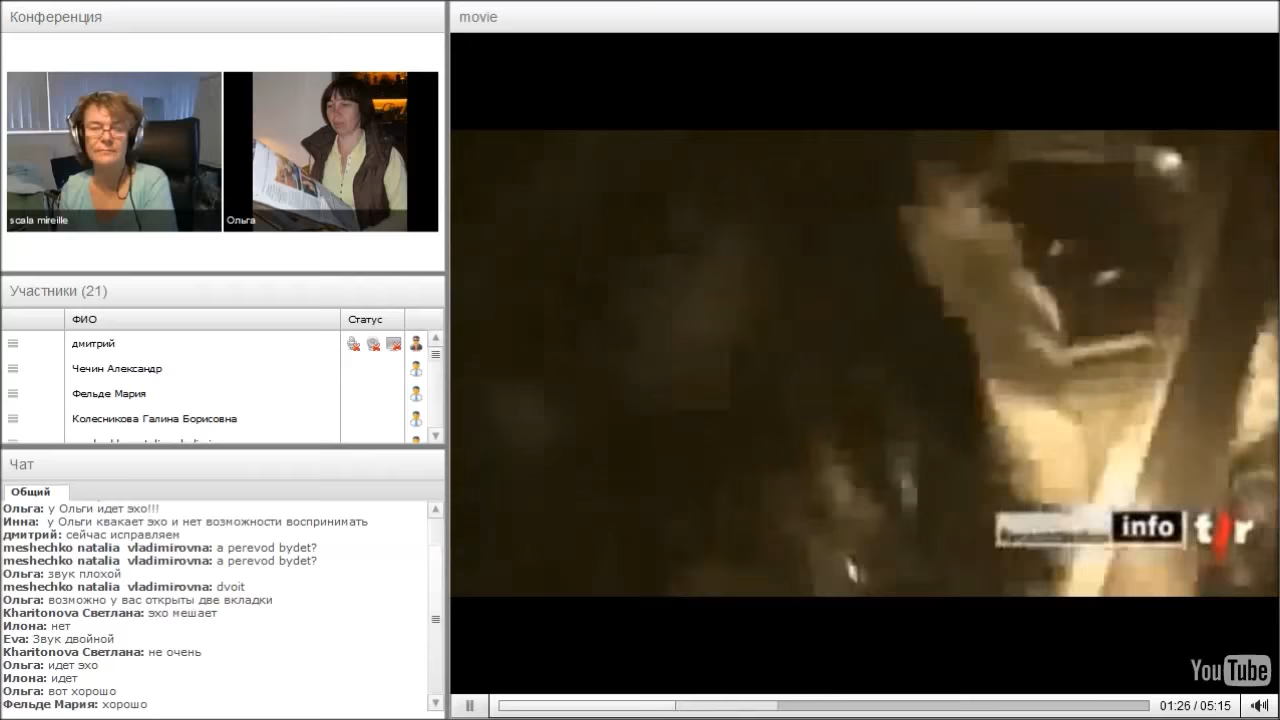 Конференция
scala mireille
Ольга
Участники (21)
ФИО
Статус
дмитрий
Чечин Александр
Фельде Мария
Колесникова Галина Борисовна
Чат
Общий
Ольга: у Ольги идет эхо!!!
Инна: у Ольги квакает эхо и нет возможности воспринимать
дмитрий: сейчас исправляем
meshechko natalia vladimirovna: a perevod bydet?
meshechko natalia vladimirovna: a perevod bydet?
Ольга: звук плохой
meshechko natalia vladimirovna: dvoit
Ольга: возможно у вас открыты две вкладки
Kharitonova Светлана: эхо мешает
Илона: нет
Eva: Звук двойной
Kharitonova Светлана: не очень
Ольга: идет эхо
Илона: идет
Ольга: вот хорошо
Фельде Мария: хорошо
movie
info
YouTube
01:26 / 05:15